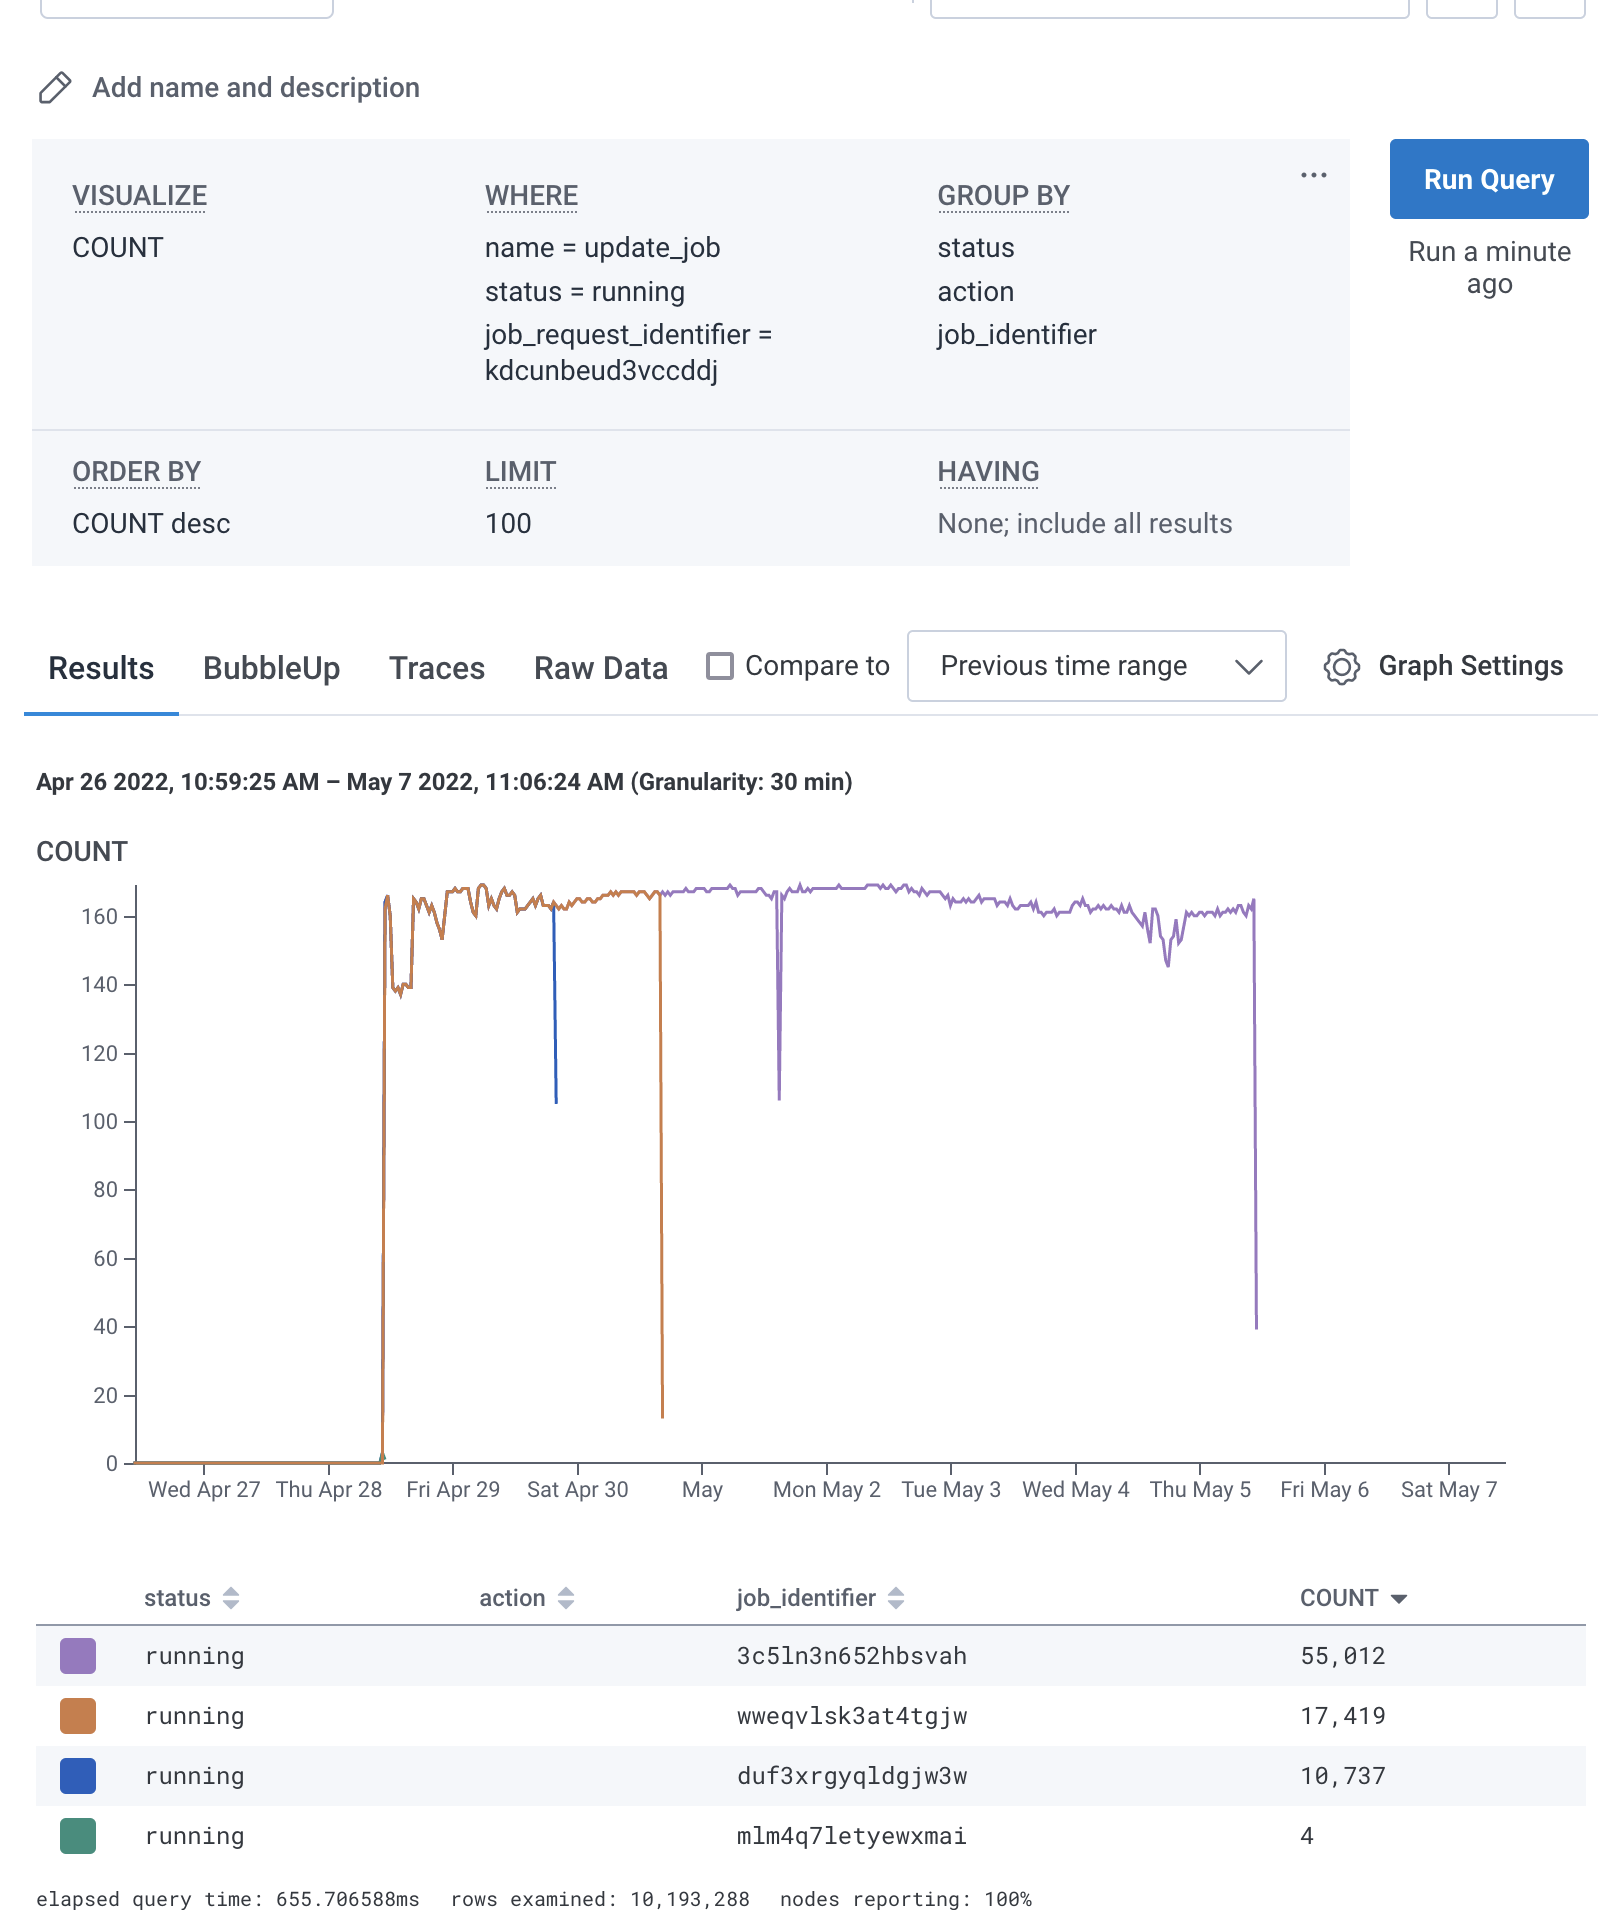 Add name and description
VISUALIZE
COUNT
WHERE
name = update_job
status = running
job_request_identifier =
kdcunbeud3vccddj
GROUP BY
status
action
job_identifier
Run Query
Run a minute
ago
ORDER BY
COUNT desc
LIMIT
100
HAVING
None; include all results
Results BubbleUp Traces Raw Data Compare to Previous time range Graph Settings
Apr 26 2022, 10:59:25 AM – May 7 2022, 11:06:24 AM (Granularity: 30 min)
COUNT
160
140
120
100
80
60
40
20
0
Wed Apr 27 Thu Apr 28 Fri Apr 29 Sat Apr 30 May Mon May 2 Tue May 3 Wed May 4 Thu May 5 Fri May 6 Sat May 7
status action job_identifier COUNT
running 3c5ln3n652hbsvah 55,012
running wweqvlsk3at4tgjw 17,419
running duf3xrgyqldgjw3w 10,737
running mlm4q7letyewxmai 4
elapsed query time: 655.706588ms rows examined: 10,193,288 nodes reporting: 100%